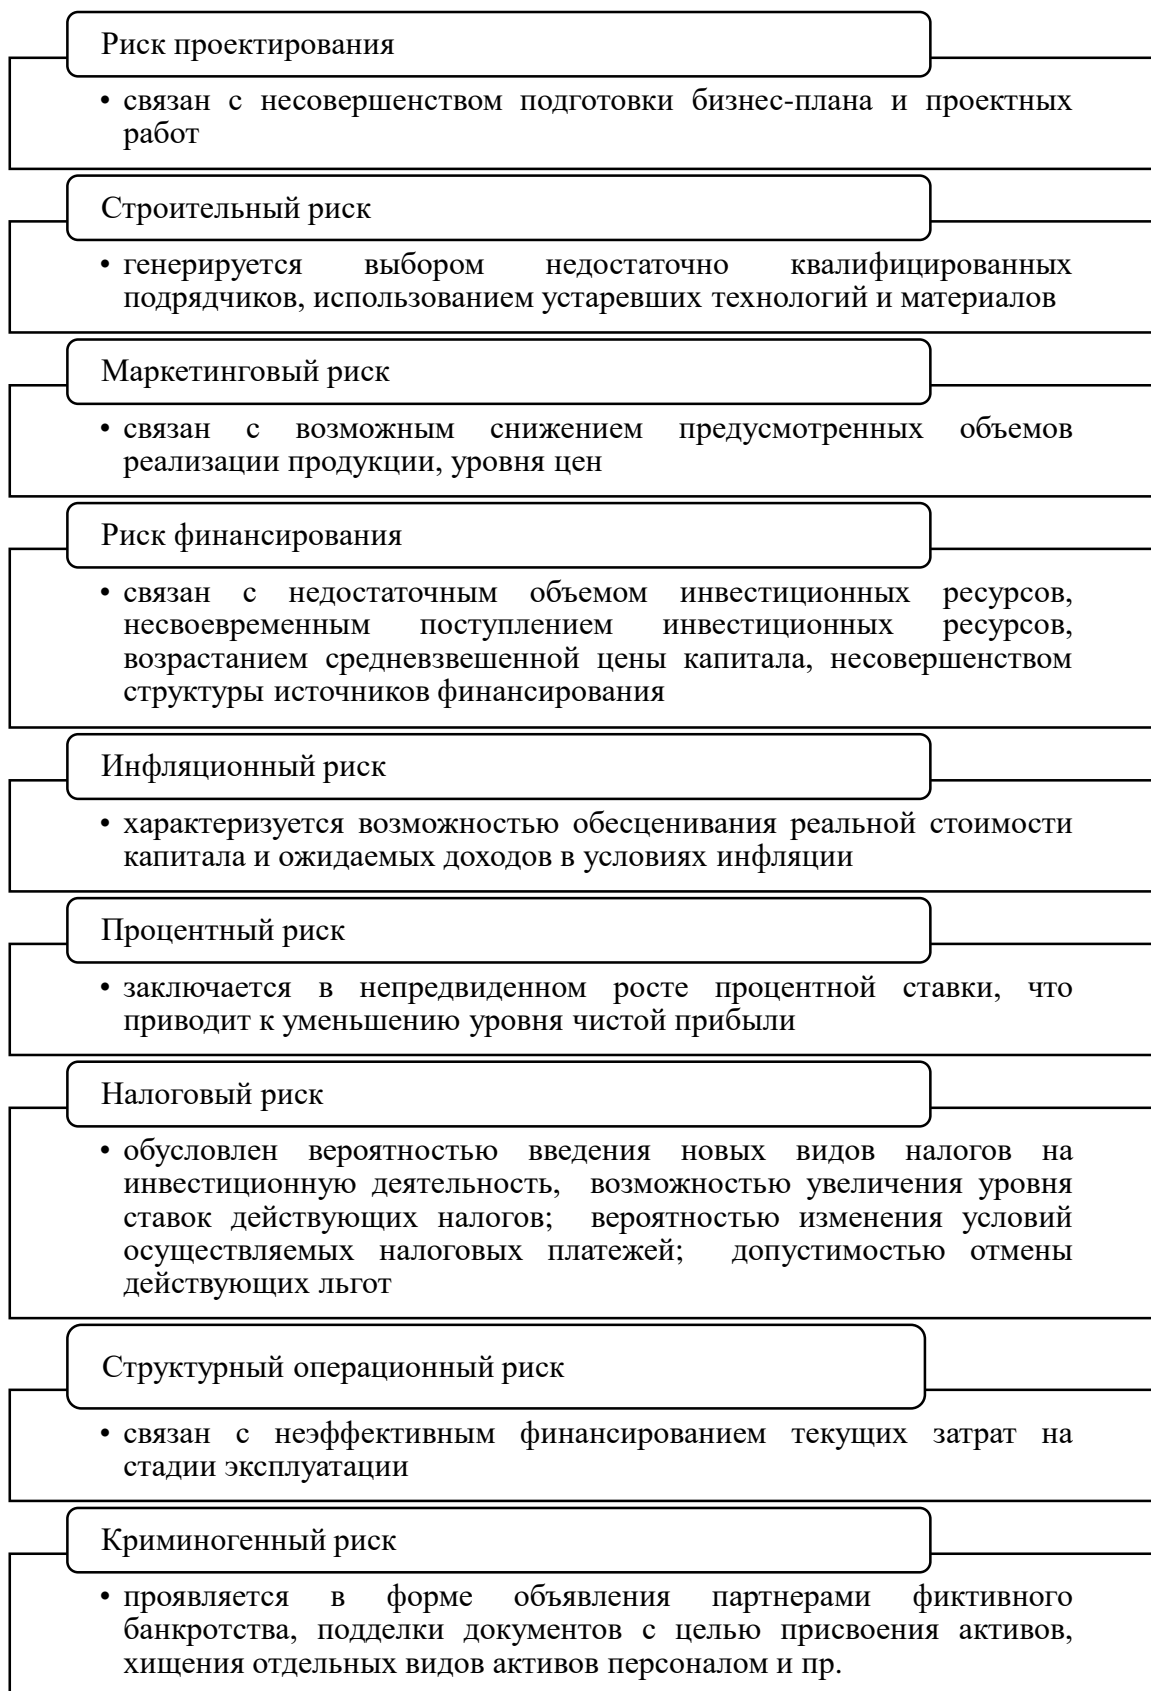 Риск проектирования
• связан с несовершенством подготовки бизнес-плана и проектных
работ
Строительный риск
• генерируется выбором недостаточно квалифицированных
подрядчиков, использованием устаревших технологий и материалов
Маркетинговый риск
• связан с возможным снижением предусмотренных объемов
реализации продукции, уровня цен
Риск финансирования
• связан с недостаточным объемом инвестиционных ресурсов,
несвоевременным поступлением инвестиционных ресурсов,
возрастанием средневзвешенной цены капитала, несовершенством
структуры источников финансирования
Инфляционный риск
• характеризуется возможностью обесценивания реальной стоимости
капитала и ожидаемых доходов в условиях инфляции
Процентный риск
• заключается в непредвиденном росте процентной ставки, что
приводит к уменьшению уровня чистой прибыли
Налоговый риск
• обусловлен вероятностью введения новых видов налогов на
инвестиционную деятельность, возможностью увеличения уровня
ставок действующих налогов; вероятностью изменения условий
осуществляемых налоговых платежей; допустимостью отмены
действующих льгот
Структурный операционный риск
• связан с неэффективным финансированием текущих затрат на
стадии эксплуатации
Криминогенный риск
• проявляется в форме объявления партнерами фиктивного
банкротства, подделки документов с целью присвоения активов,
хищения отдельных видов активов персоналом и пр.